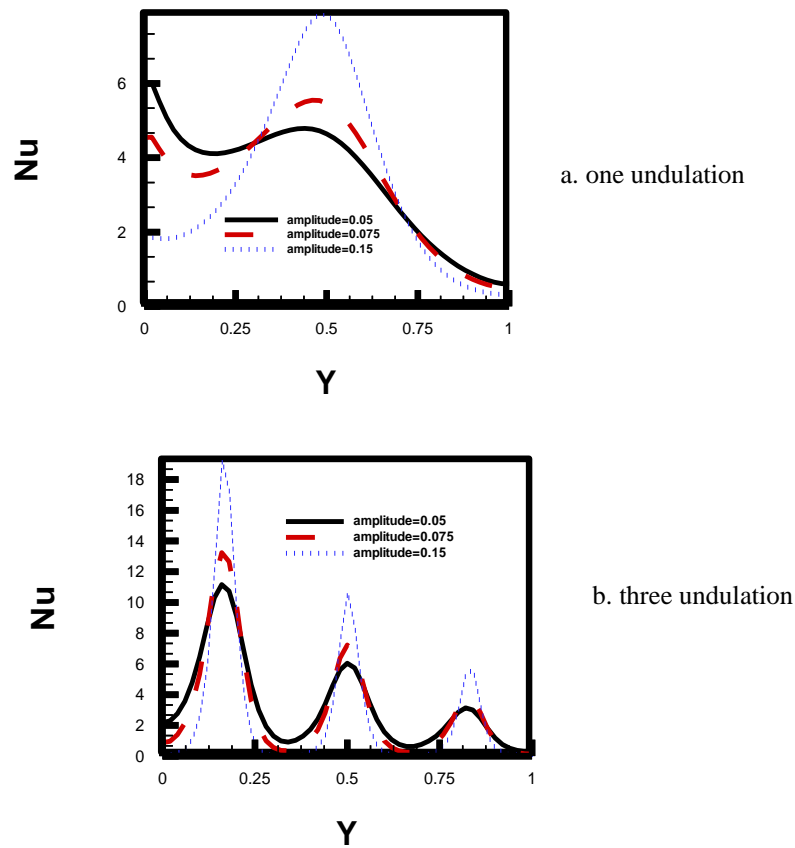 6
4
2
0
Nu
amplitude=0.05
amplitude=0.075
amplitude=0.15
0 0.25 0.5 0.75 1
Y
a. one undulation
18
16
14
12
10
8
6
4
2
0
Nu
amplitude=0.05
amplitude=0.075
amplitude=0.15
0 0.25 0.5 0.75 1
Y
b. three undulation